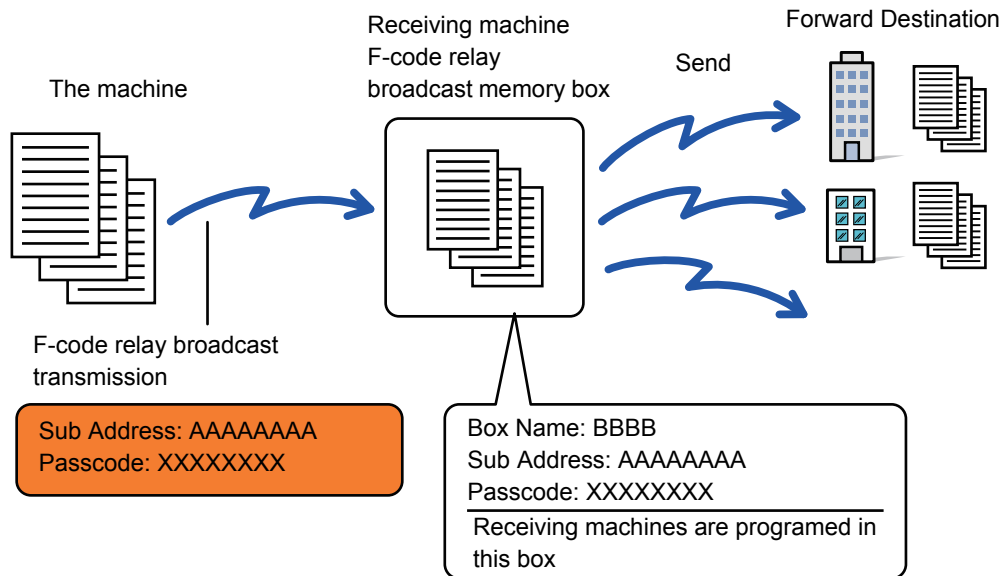 The machine
Receiving machine
F-code relay
broadcast memory box
Send
Forward Destination
F-code relay broadcast
transmission
Sub Address: AAAAAAAA
Passcode: XXXXXXXX
Box Name: BBBB
Sub Address: AAAAAAAA
Passcode: XXXXXXXX
Receiving machines are programed in
this box